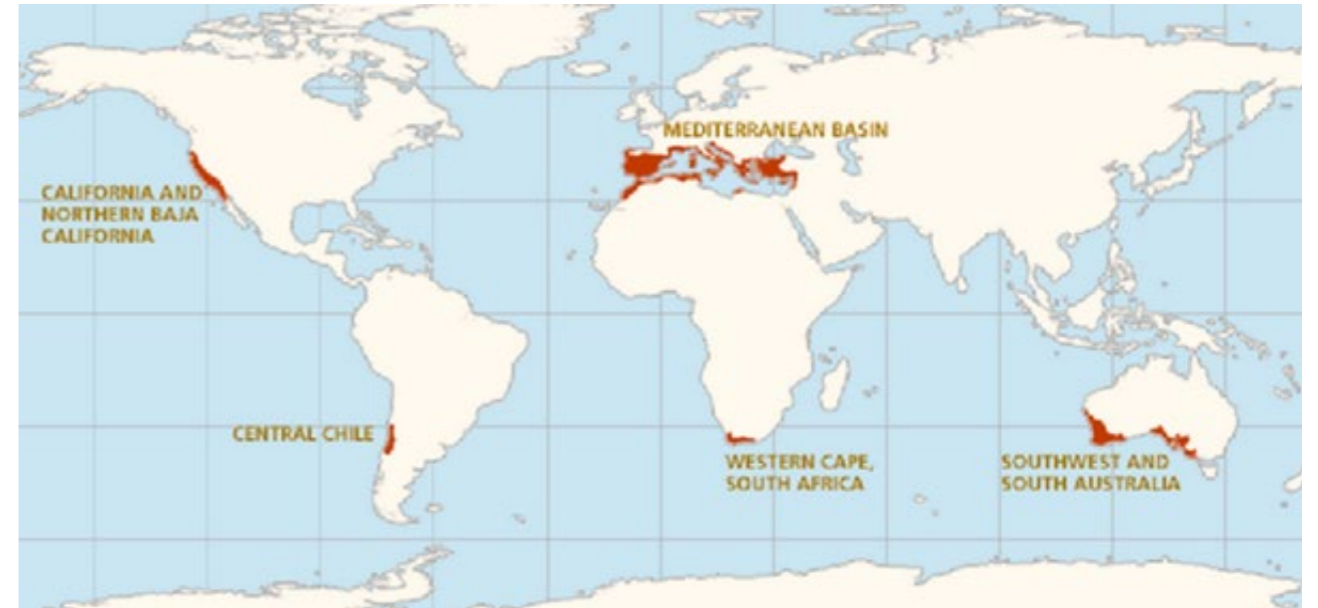 MEDITERRANEAN BASIN
CALIFORNIA AND
NORTHERN BAJA
CALIFORNIA
CENTRAL CHILE
WESTERN CAPE,
SOUTH AFRICA
SOUTHWEST AND
SOUTH AUSTRALIA